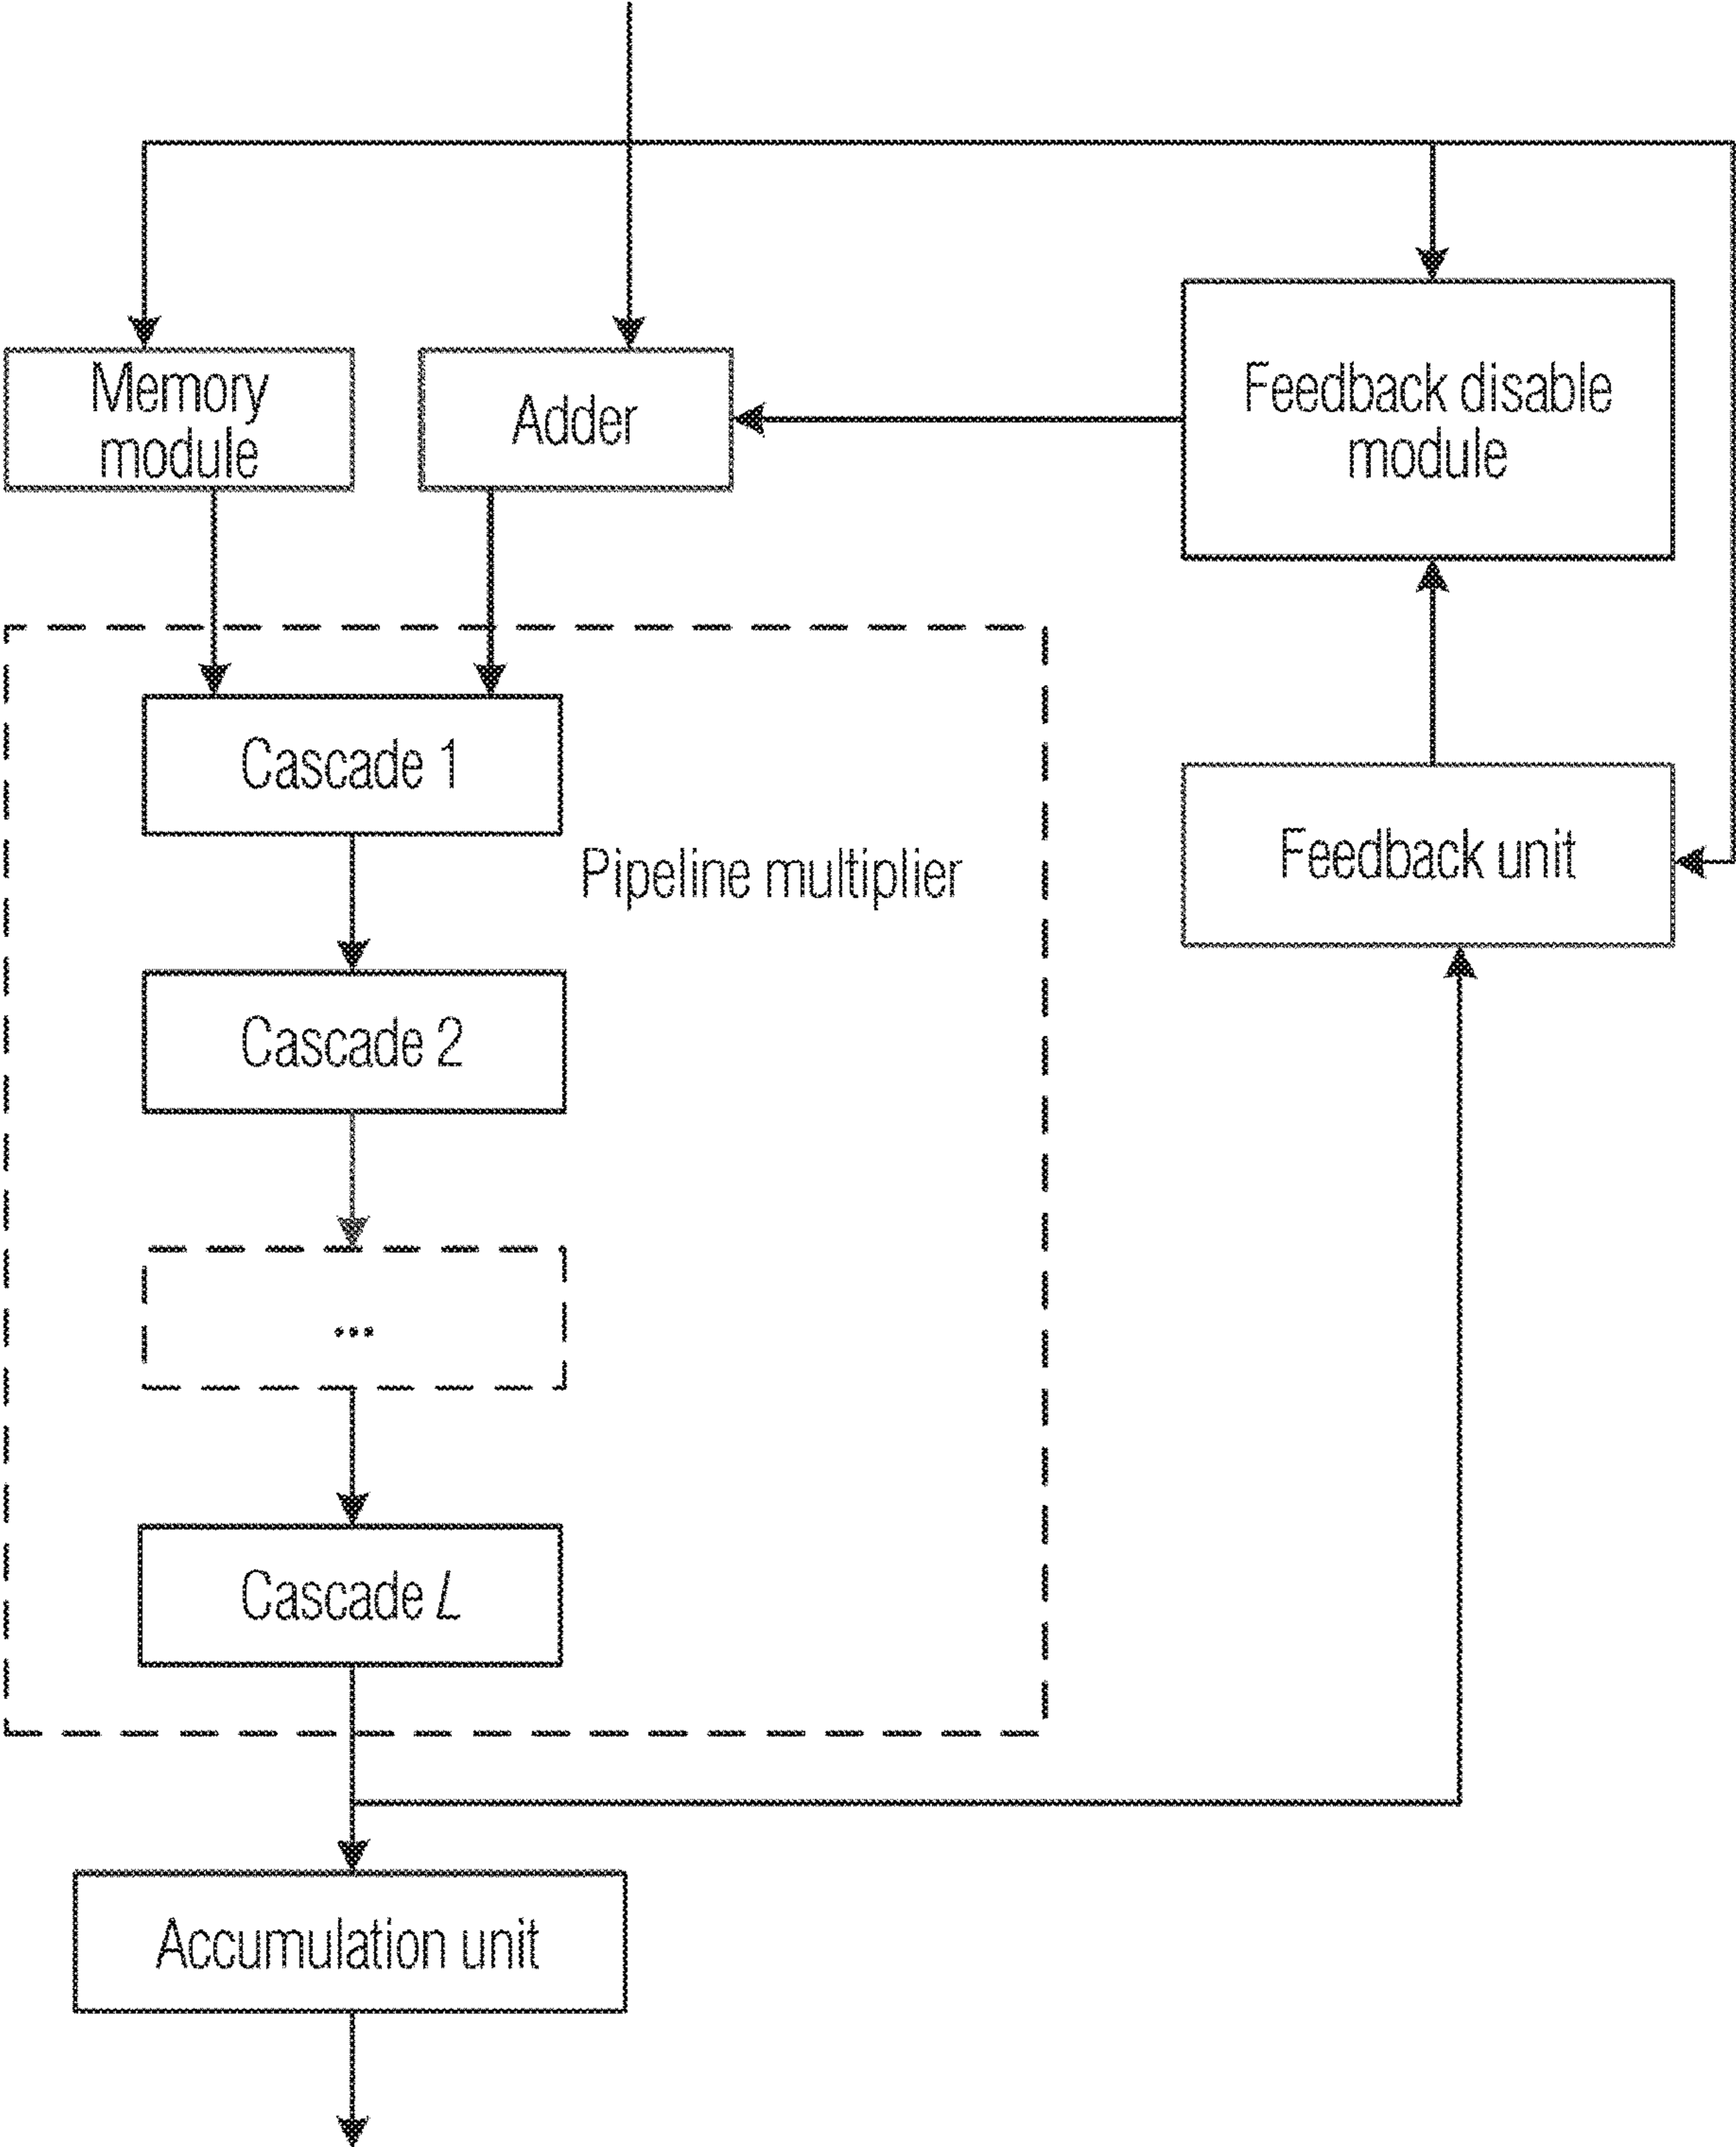 Memory
module
Adder
Feedback disable
module
Cascade 1
Pipeline multiplier
Feedback unit
Cascade 2
...
Cascade L
Accumulation unit